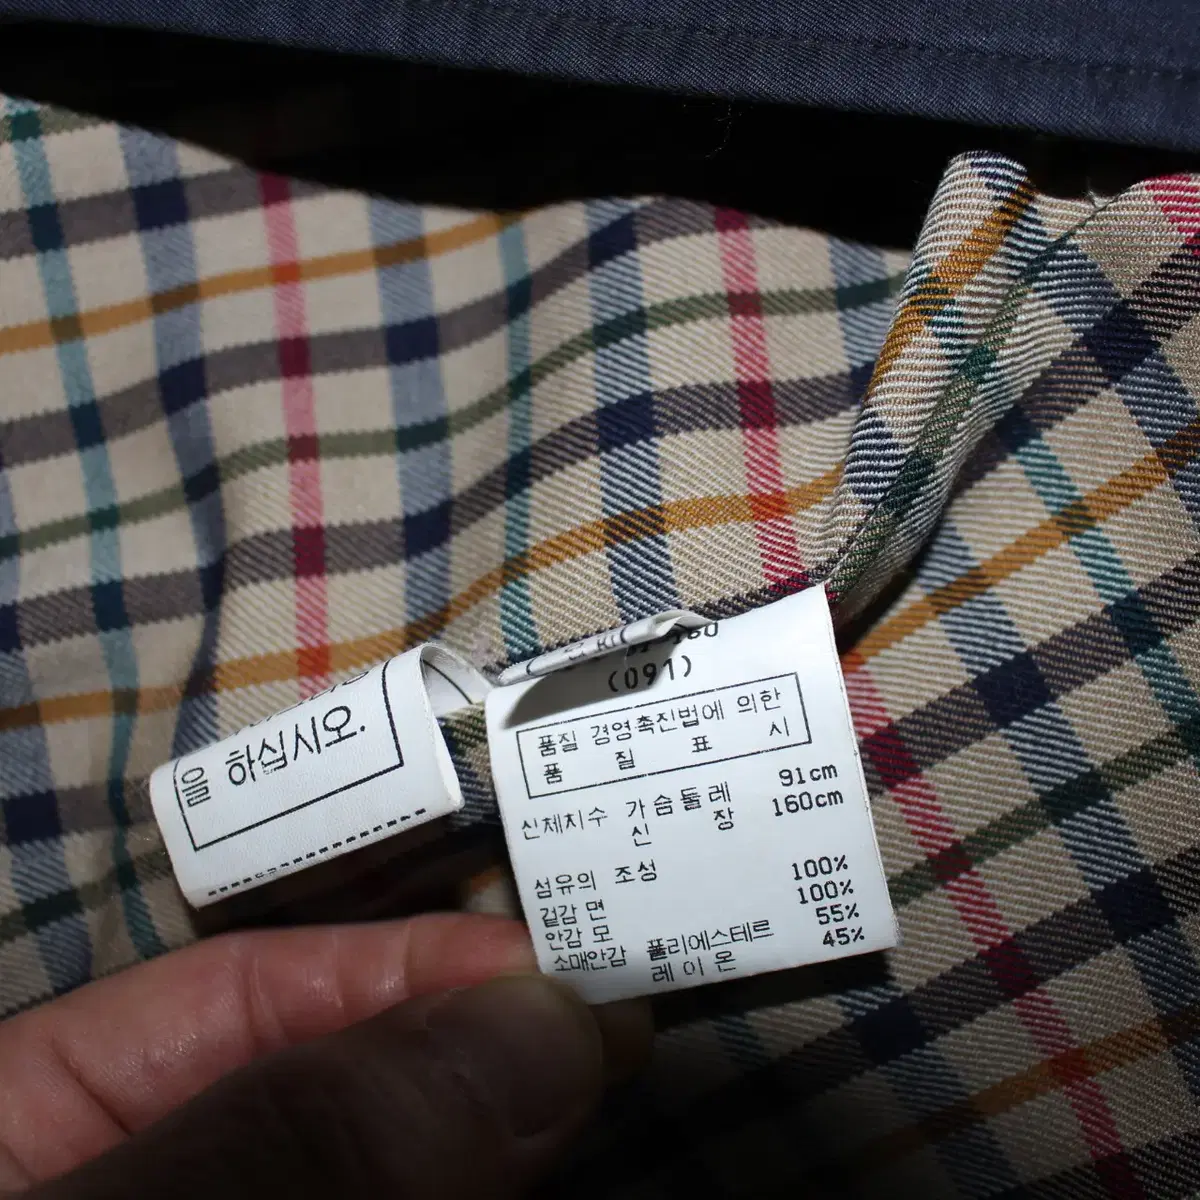 을 하십시오.
160
(091)
품질 경영촉진법에 의한
품 질 표 시
신체치수 가슴둘레 91cm
신 장 160cm
섬유의 조성
겉감 면 100%
안감 모 100%
소매안감 폴리에스테르 55%
레이온 45%